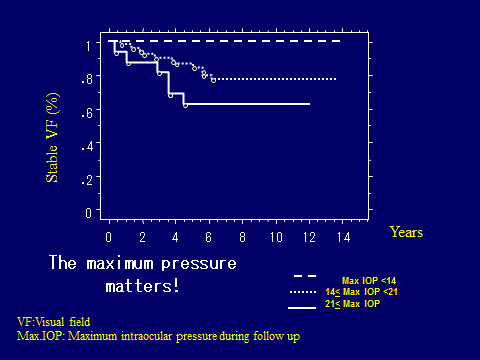 1
.8
.6
.4
.2
0
Stable VF (%)
0 2 4 6 8 10 12 14
Years
The maximum pressure
matters!
Max IOP <14
14≤ Max IOP <21
21≤ Max IOP
VF:Visual field
Max.IOP: Maximum intraocular pressure during follow up